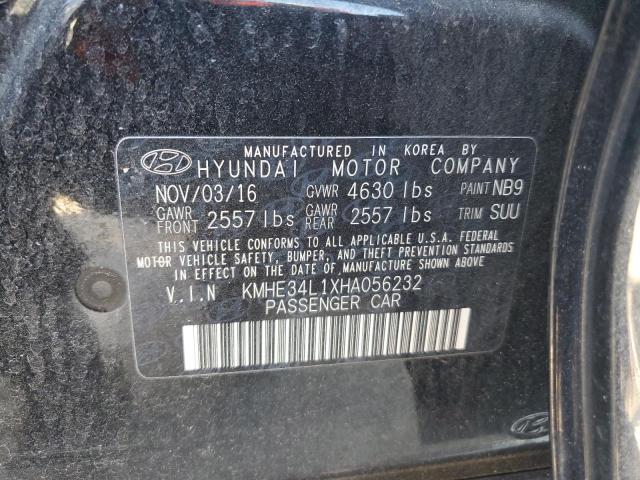 MANUFACTURED IN KOREA BY
HYUNDAI MOTOR COMPANY
NOV/03/16 GVWR 4630 lbs PAINT NB9
GAWR FRONT 2557 lbs GAWR REAR 2557 lbs TRIM SUU
THIS VEHICLE CONFORMS TO ALL APPLICABLE U.S.A. FEDERAL
MOTOR VEHICLE SAFETY, BUMPER, AND THEFT PREVENTION STANDARDS
IN EFFECT ON THE DATE OF MANUFACTURE SHOWN ABOVE
V.I.N KMHE34L1XHA056232
PASSENGER CAR